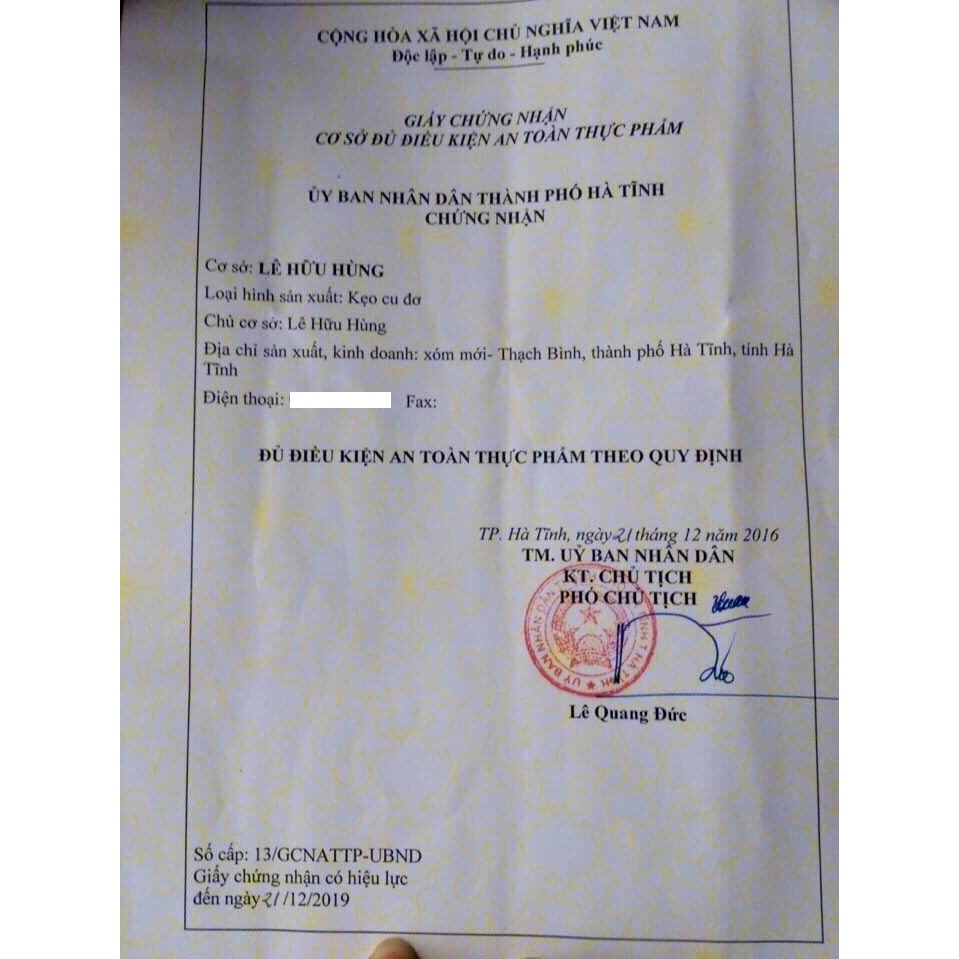 CỘNG HÒA XÃ HỘI CHỦ NGHĨA VIỆT NAM
Độc lập - Tự do - Hạnh phúc
GIẤY CHỨNG NHẬN
CƠ SỞ ĐỦ ĐIỀU KIỆN AN TOÀN THỰC PHẨM
ỦY BAN NHÂN DÂN THÀNH PHỐ HÀ TĨNH
CHỨNG NHẬN
Cơ sở: LÊ HỮU HÙNG
Loại hình sản xuất: Kẹo cu đơ
Chủ cơ sở: Lê Hữu Hùng
Địa chỉ sản xuất, kinh doanh: xóm mới- Thạch Bình, thành phố Hà Tĩnh, tỉnh Hà
Tĩnh
Điện thoại: Fax:
ĐỦ ĐIỀU KIỆN AN TOÀN THỰC PHẨM THEO QUY ĐỊNH
TP. Hà Tĩnh, ngày 21 tháng 12 năm 2016
TM. UỶ BAN NHÂN DÂN
KT. CHỦ TỊCH
PHÓ CHỦ TỊCH
ỦY BAN NHÂN DÂN
Lê Quang Đức
Số cấp: 13/GCNATTP-UBND
Giấy chứng nhận có hiệu lực
đến ngày 21/12/2019